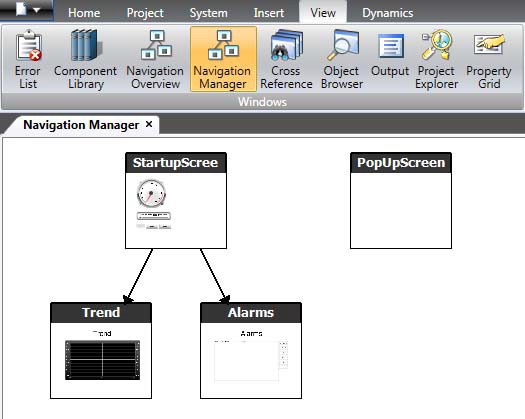 Home Project System Insert View Dynamics
Error List
Component Library
Navigation Overview
Navigation Manager
Cross Reference
Object Browser
Output
Project Explorer
Property Grid
Windows
Navigation Manager ×
StartupScree
PopUpScreen
Trend
Trend
Alarms
Alarms